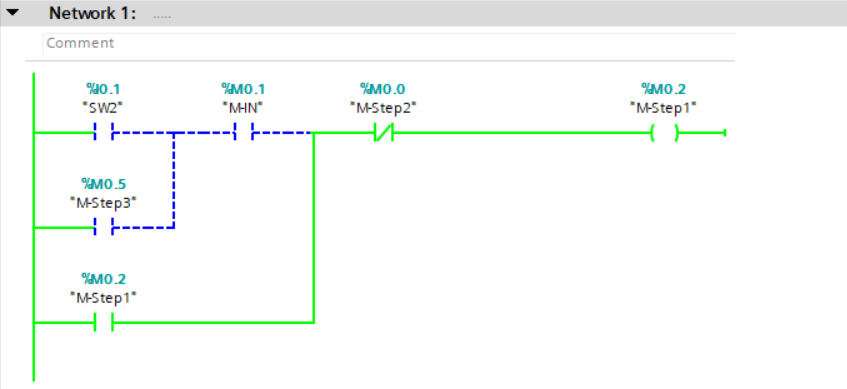 Network 1: .....
Comment
%I0.1 %M0.1 %M0.0 %M0.2
"SW2" "M-IN" "M-Step2" "M-Step1"
%M0.5
"M-Step3"
%M0.2
"M-Step1"